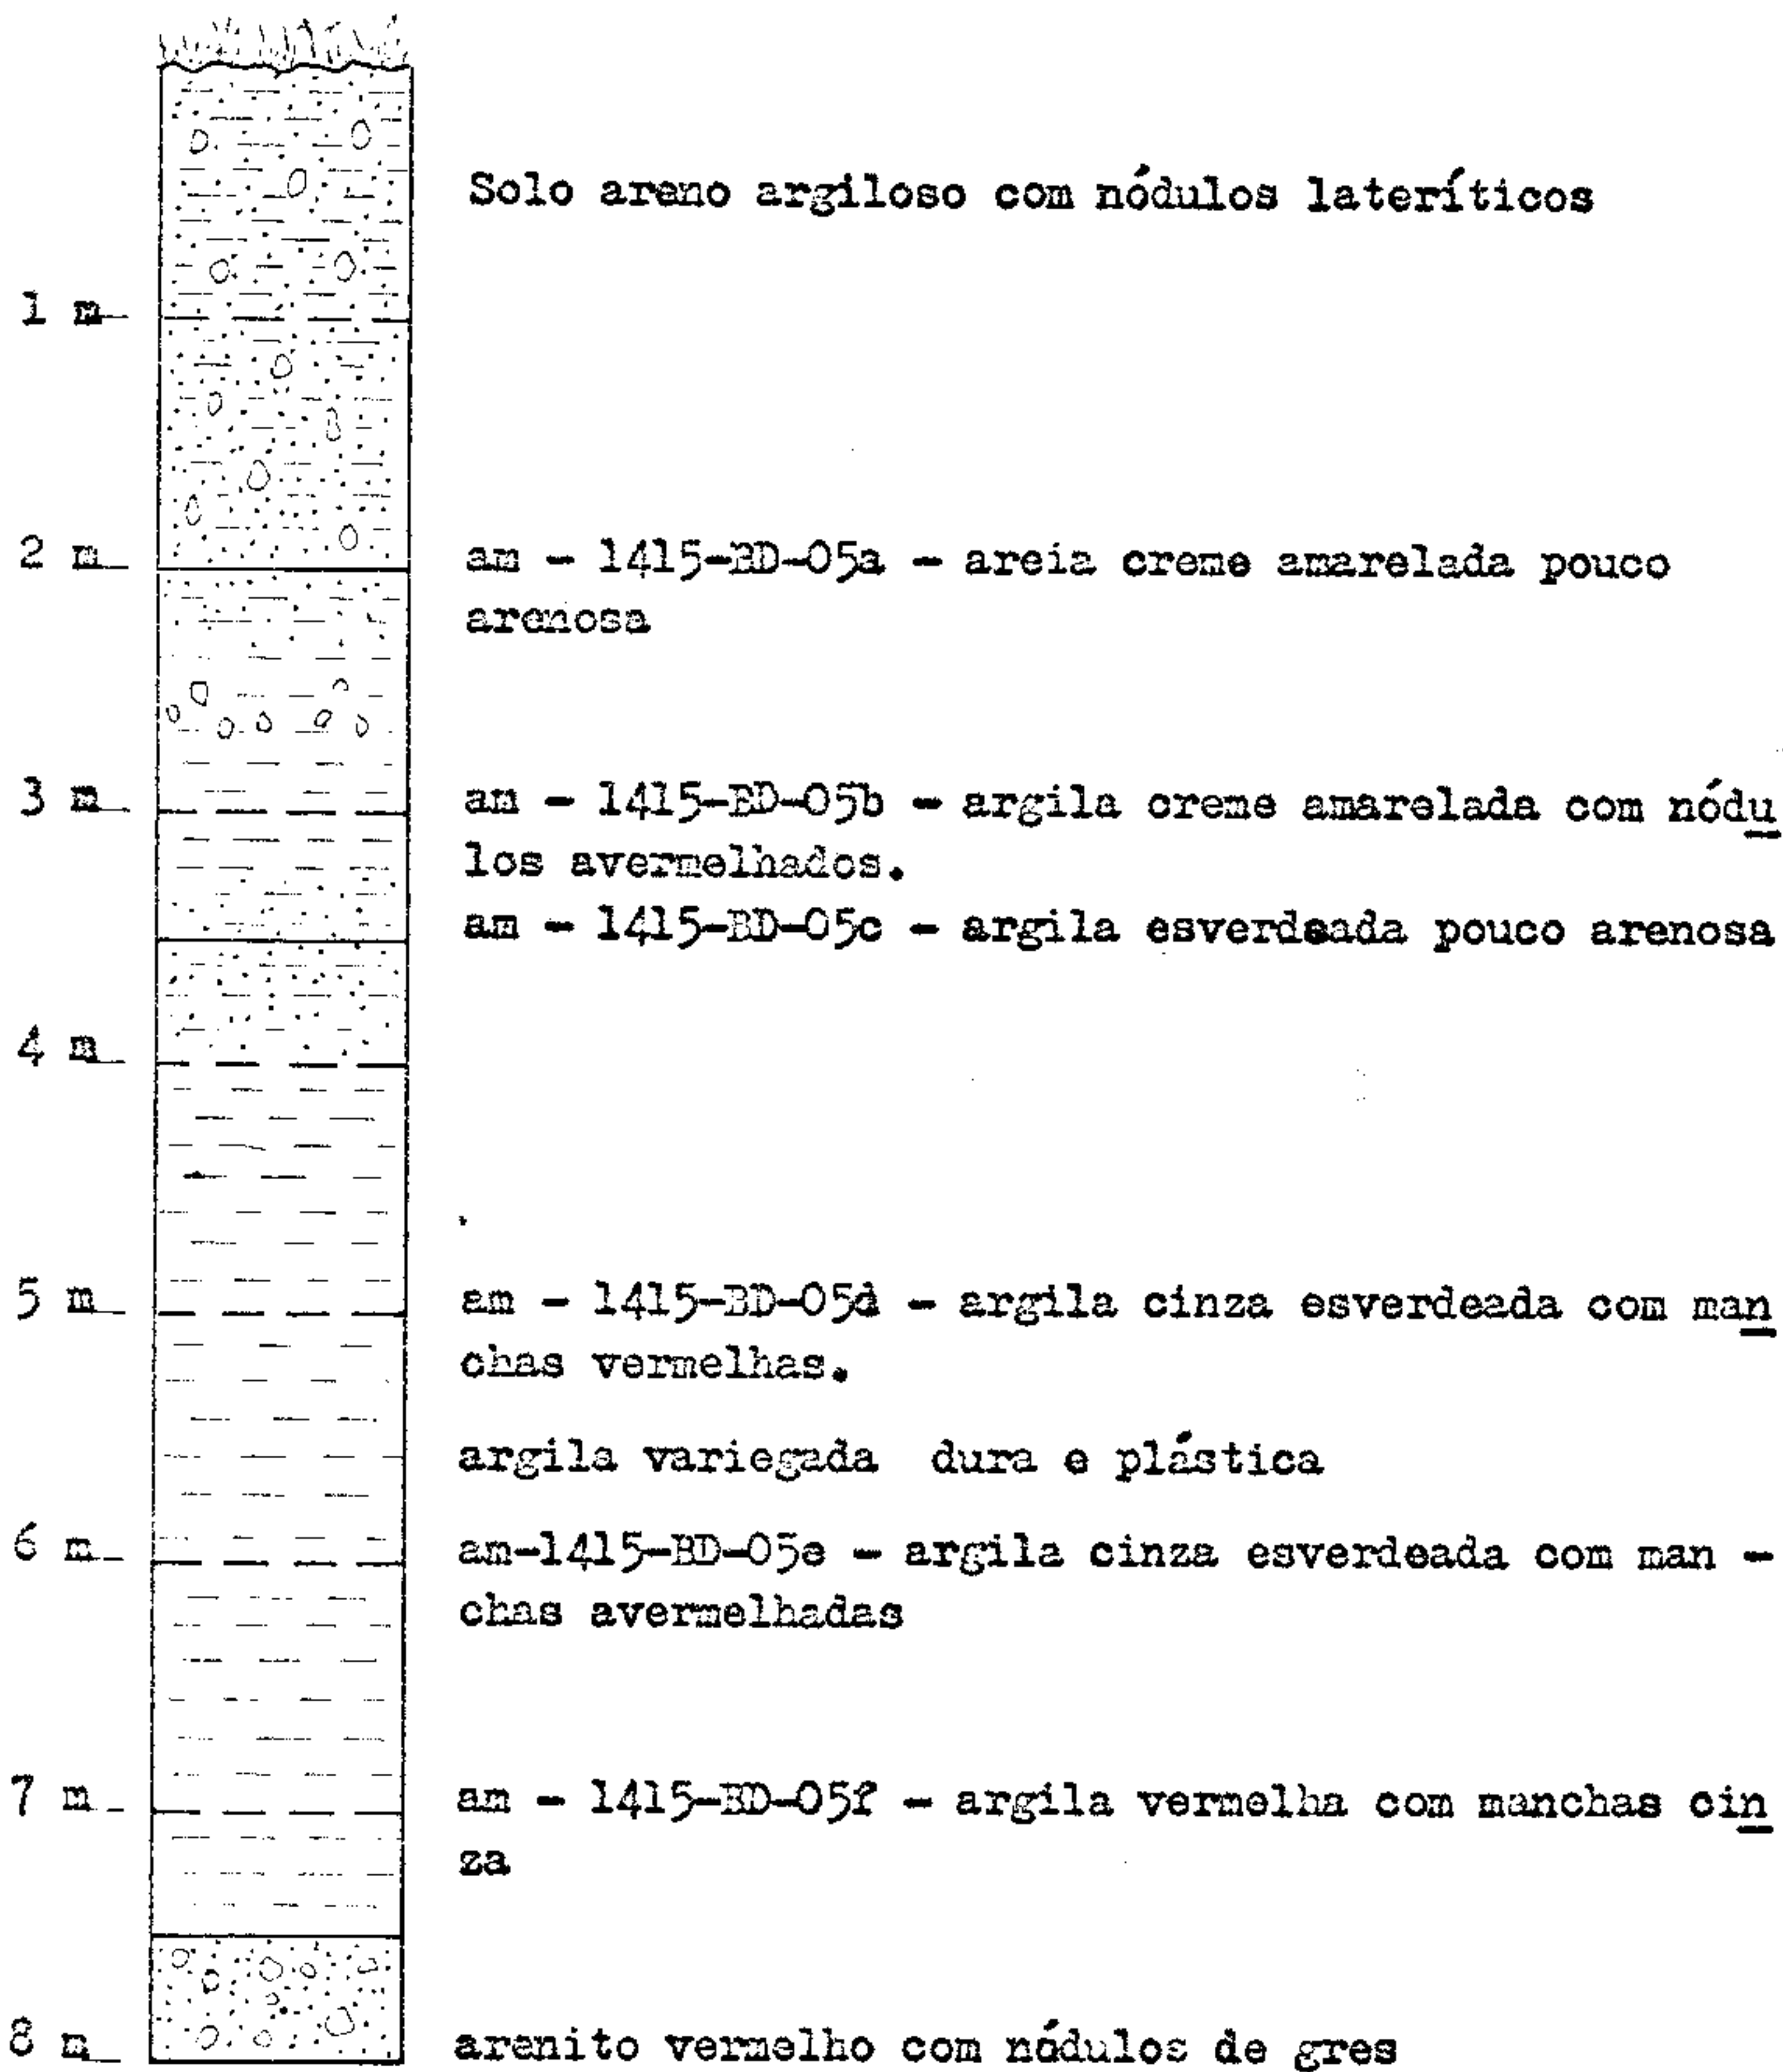 Solo areno argiloso com nódulos lateríticos
1 m
2 m
am - 1415-BD-05a - areia creme amarelada pouco
arenosa
3 m
am - 1415-BD-05b - argila creme amarelada com nódu
los avermelhados.
am - 1415-BD-05c - argila esverdeada pouco arenosa
4 m
5 m
am - 1415-BD-05d - argila cinza esverdeada com man
chas vermelhas.
argila variegada dura e plástica
6 m
am-1415-BD-05e - argila cinza esverdeada com man -
chas avermelhadas
7 m
am - 1415-BD-05f - argila vermelha com manchas cin
za
8 m
arenito vermelho com nódulos de gres